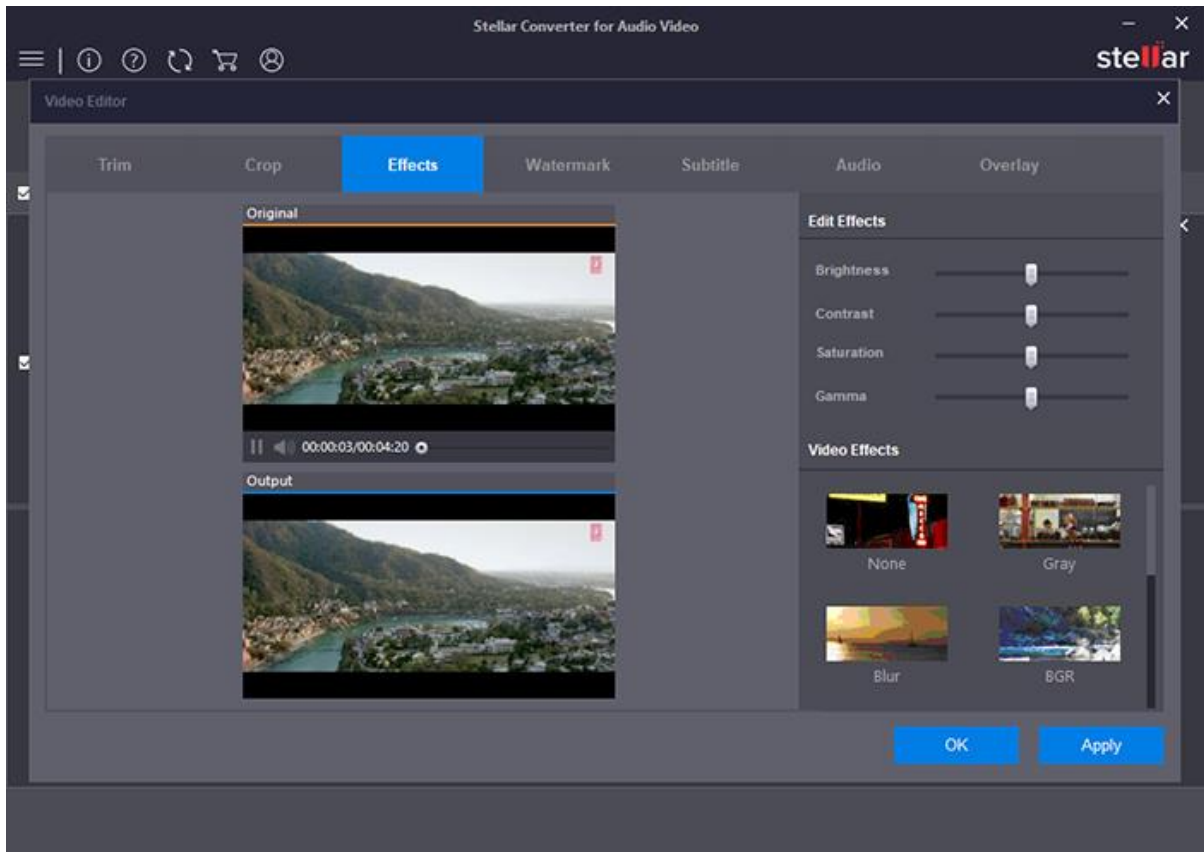 Stellar Converter for Audio Video
stellar
Video Editor
Trim Crop Effects Watermark Subtitle Audio Overlay
Original
00:00:03/00:04:20
Output
Edit Effects
Brightness
Contrast
Saturation
Gamma
Video Effects
None Gray
Blur BGR
OK Apply